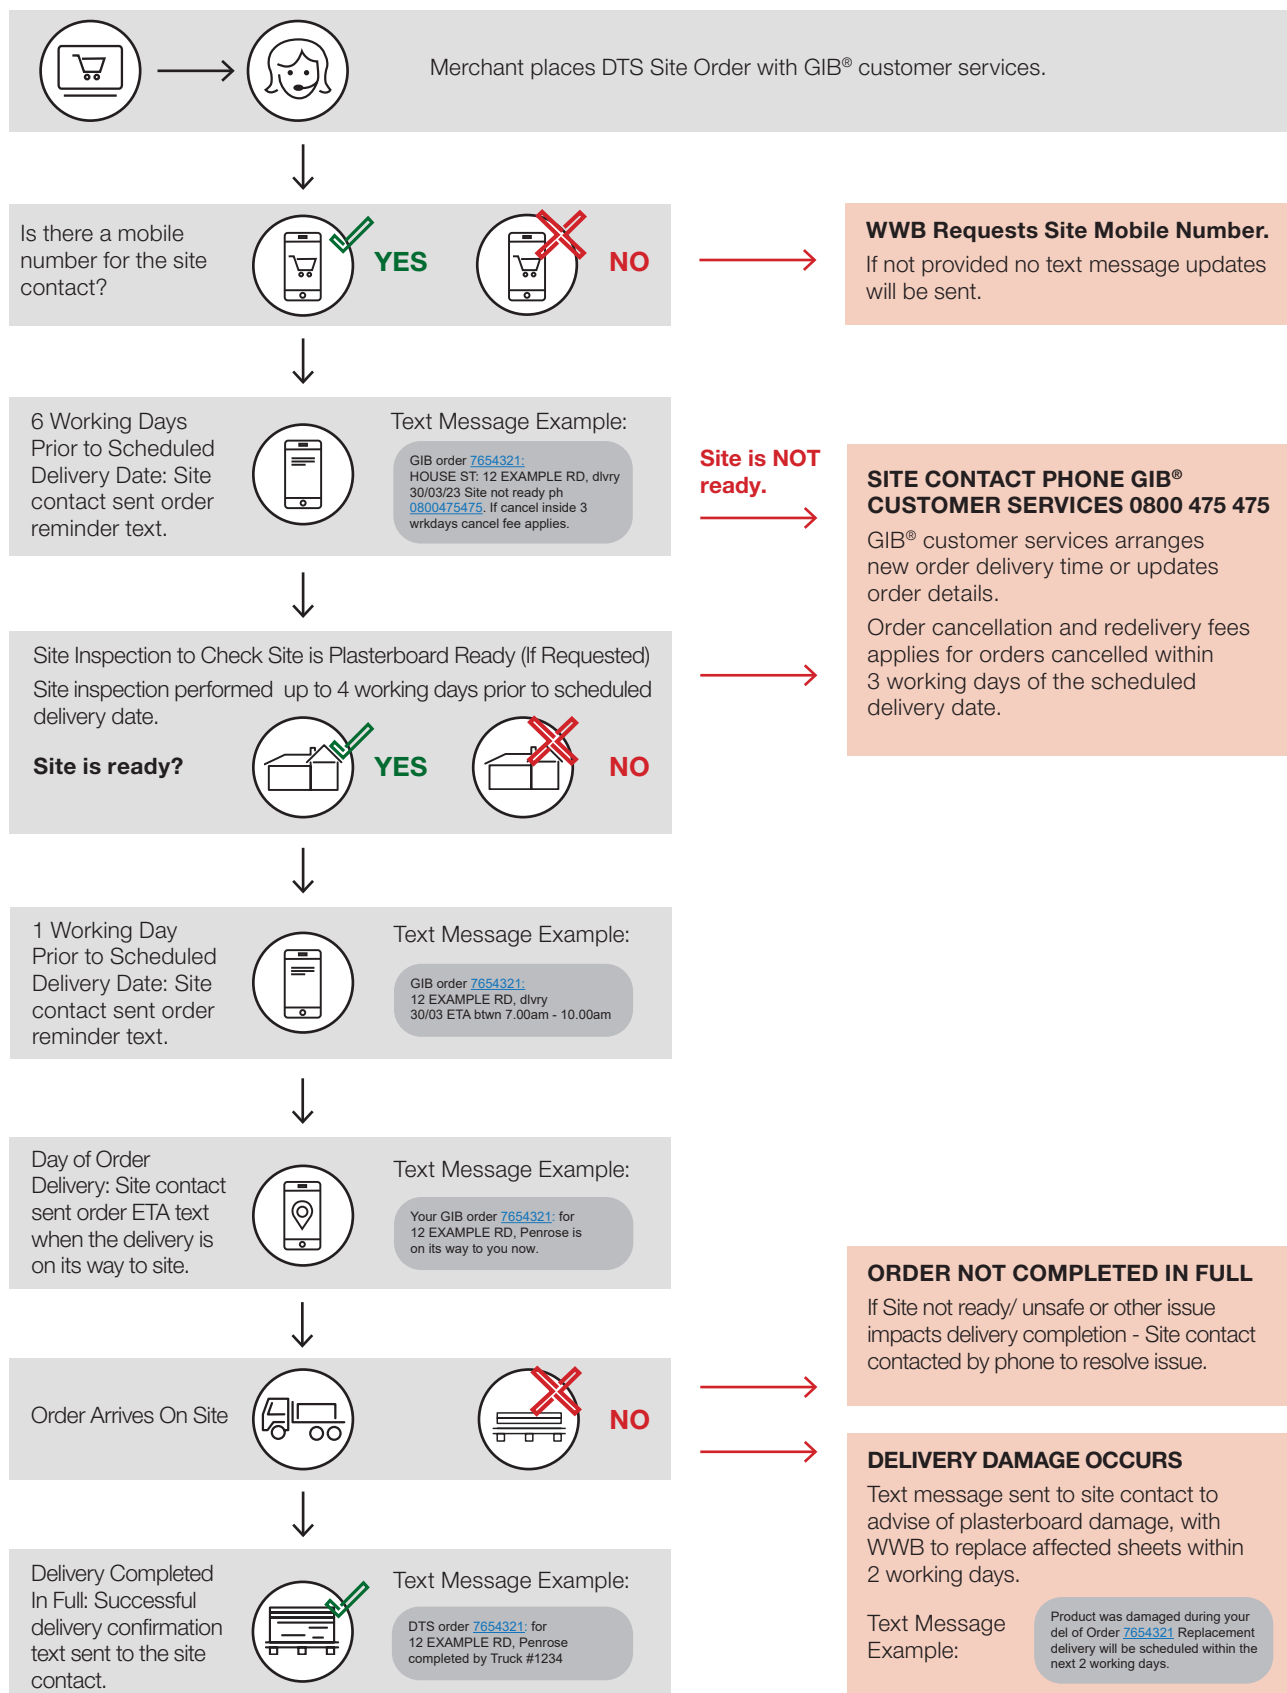 Merchant places DTS Site Order with GIB® customer services.
Is there a mobile
number for the site
contact?
YES
NO
WWB Requests Site Mobile Number.
If not provided no text message updates
will be sent.
6 Working Days
Prior to Scheduled
Delivery Date: Site
contact sent order
reminder text.
Text Message Example:
GIB order 7654321:
HOUSE ST: 12 EXAMPLE RD, dlvry
30/03/23 Site not ready ph
0800475475. If cancel inside 3
wrkdays cancel fee applies.
Site is NOT
ready.
SITE CONTACT PHONE GIB®
CUSTOMER SERVICES 0800 475 475
GIB® customer services arranges
new order delivery time or updates
order details.
Order cancellation and redelivery fees
applies for orders cancelled within
3 working days of the scheduled
delivery date.
Site Inspection to Check Site is Plasterboard Ready (If Requested)
Site inspection performed up to 4 working days prior to scheduled
delivery date.
Site is ready?
YES
NO
1 Working Day
Prior to Scheduled
Delivery Date: Site
contact sent order
reminder text.
Text Message Example:
GIB order 7654321:
12 EXAMPLE RD, dlvry
30/03 ETA btwn 7.00am - 10.00am
Day of Order
Delivery: Site contact
sent order ETA text
when the delivery is
on its way to site.
Text Message Example:
Your GIB order 7654321: for
12 EXAMPLE RD, Penrose is
on its way to you now.
Order Arrives On Site
NO
ORDER NOT COMPLETED IN FULL
If Site not ready/ unsafe or other issue
impacts delivery completion - Site contact
contacted by phone to resolve issue.
DELIVERY DAMAGE OCCURS
Text message sent to site contact to
advise of plasterboard damage, with
WWB to replace affected sheets within
2 working days.
Text Message
Example:
Product was damaged during your
del of Order 7654321 Replacement
delivery will be scheduled within the
next 2 working days.
Delivery Completed
In Full: Successful
delivery confirmation
text sent to the site
contact.
Text Message Example:
DTS order 7654321: for
12 EXAMPLE RD, Penrose
completed by Truck #1234